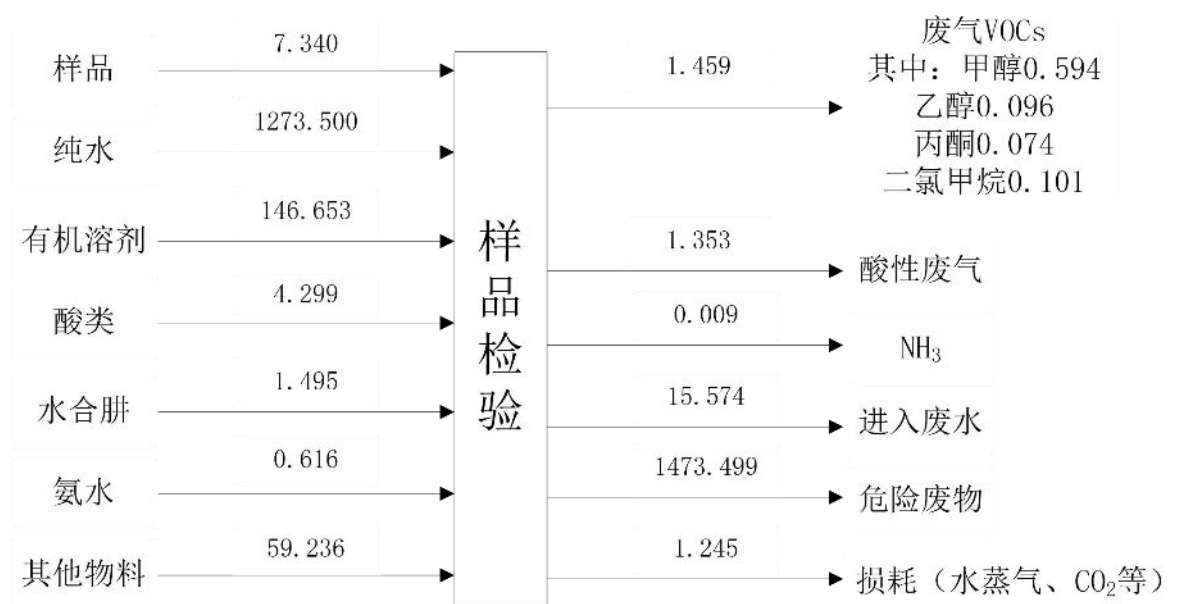 样品
7.340
纯水
1273.500
有机溶剂
146.653
酸类
4.299
水合肼
1.495
氨水
0.616
其他物料
59.236
样品检验
1.459
废气VOCs
其中：甲醇0.594
乙醇0.096
丙酮0.074
二氯甲烷0.101
1.353
酸性废气
0.009
NH₃
15.574
进入废水
1473.499
危险废物
1.245
损耗（水蒸气、CO₂等）